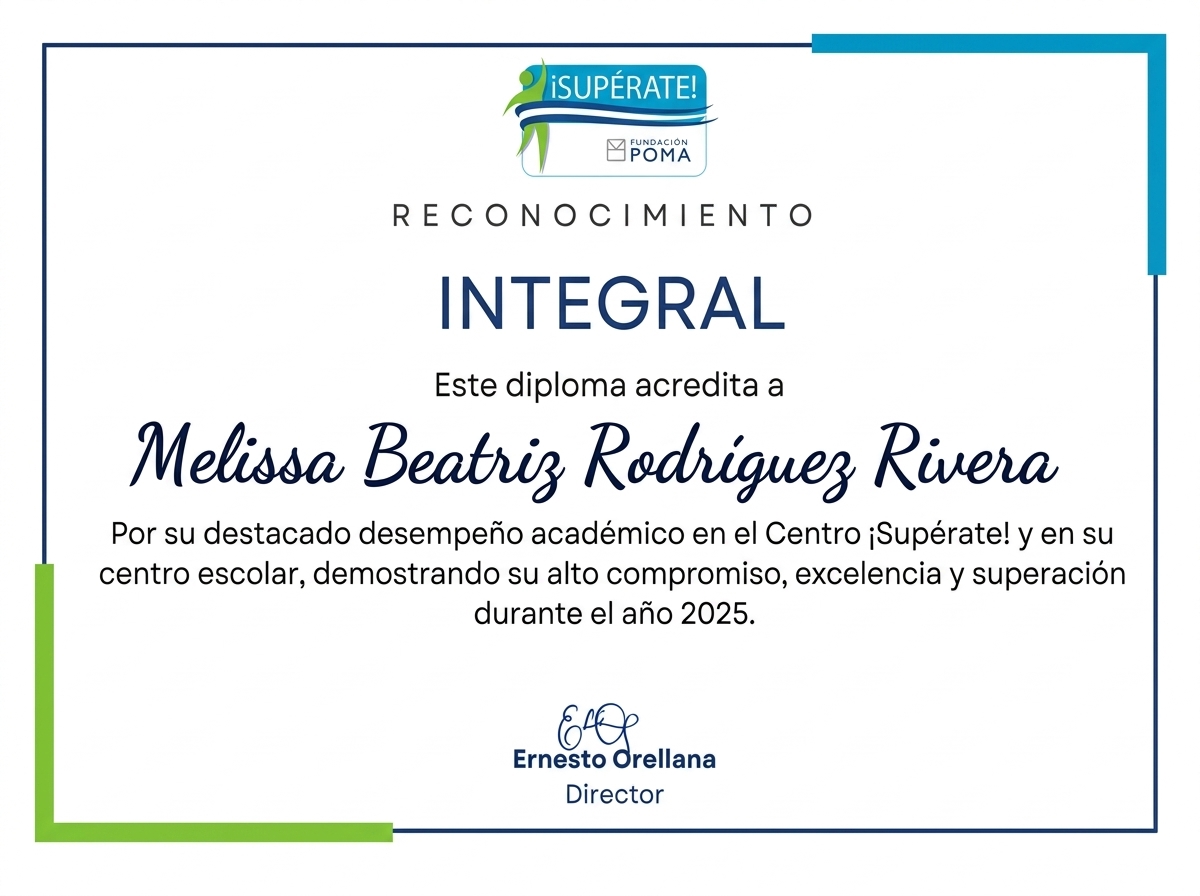 ¡SUPÉRATE!
FUNDACIÓN
POMA
RECONOCIMIENTO
INTEGRAL
Este diploma acredita a
Melissa Beatriz Rodríguez Rivera
Por su destacado desempeño académico en el Centro ¡Supérate! y en su
centro escolar, demostrando su alto compromiso, excelencia y superación
durante el año 2025.
Ernesto Orellana
Director